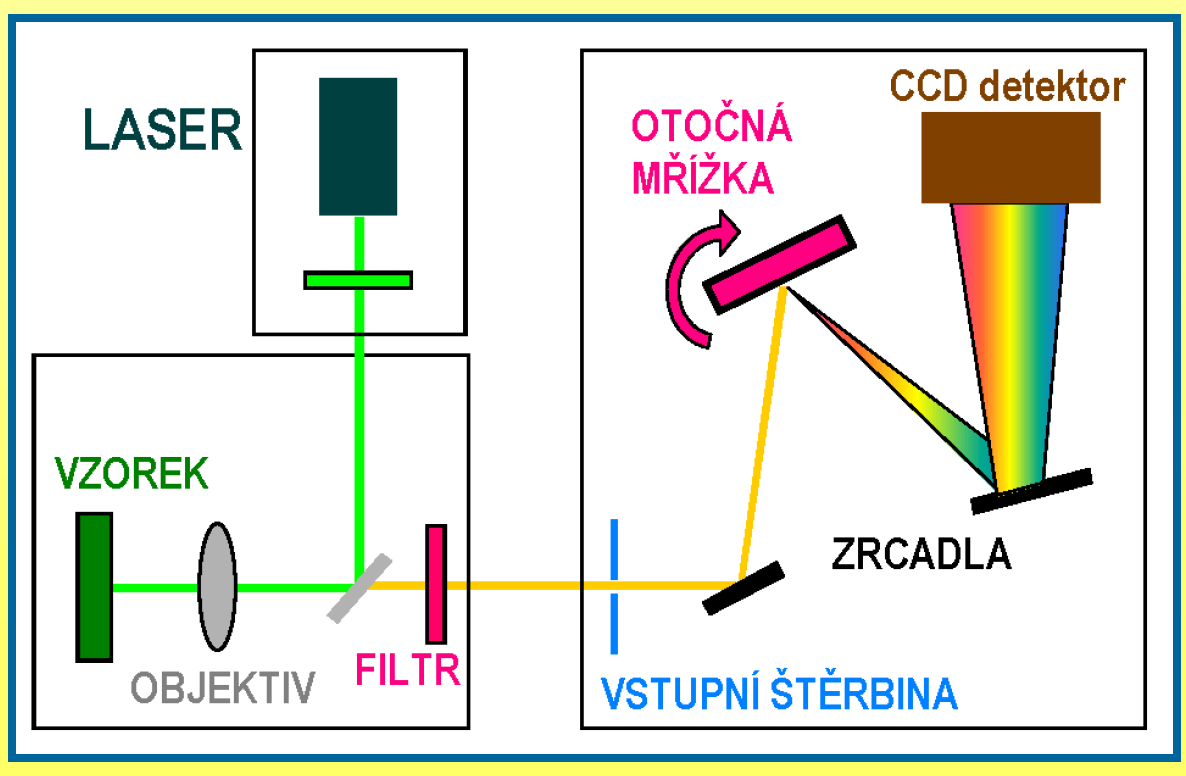 LASER
CCD detektor
OTOČNÁ
MŘÍŽKA
VZOREK
ZRCADLA
OBJEKTIV
FILTR
VSTUPNÍ ŠTĚRBINA